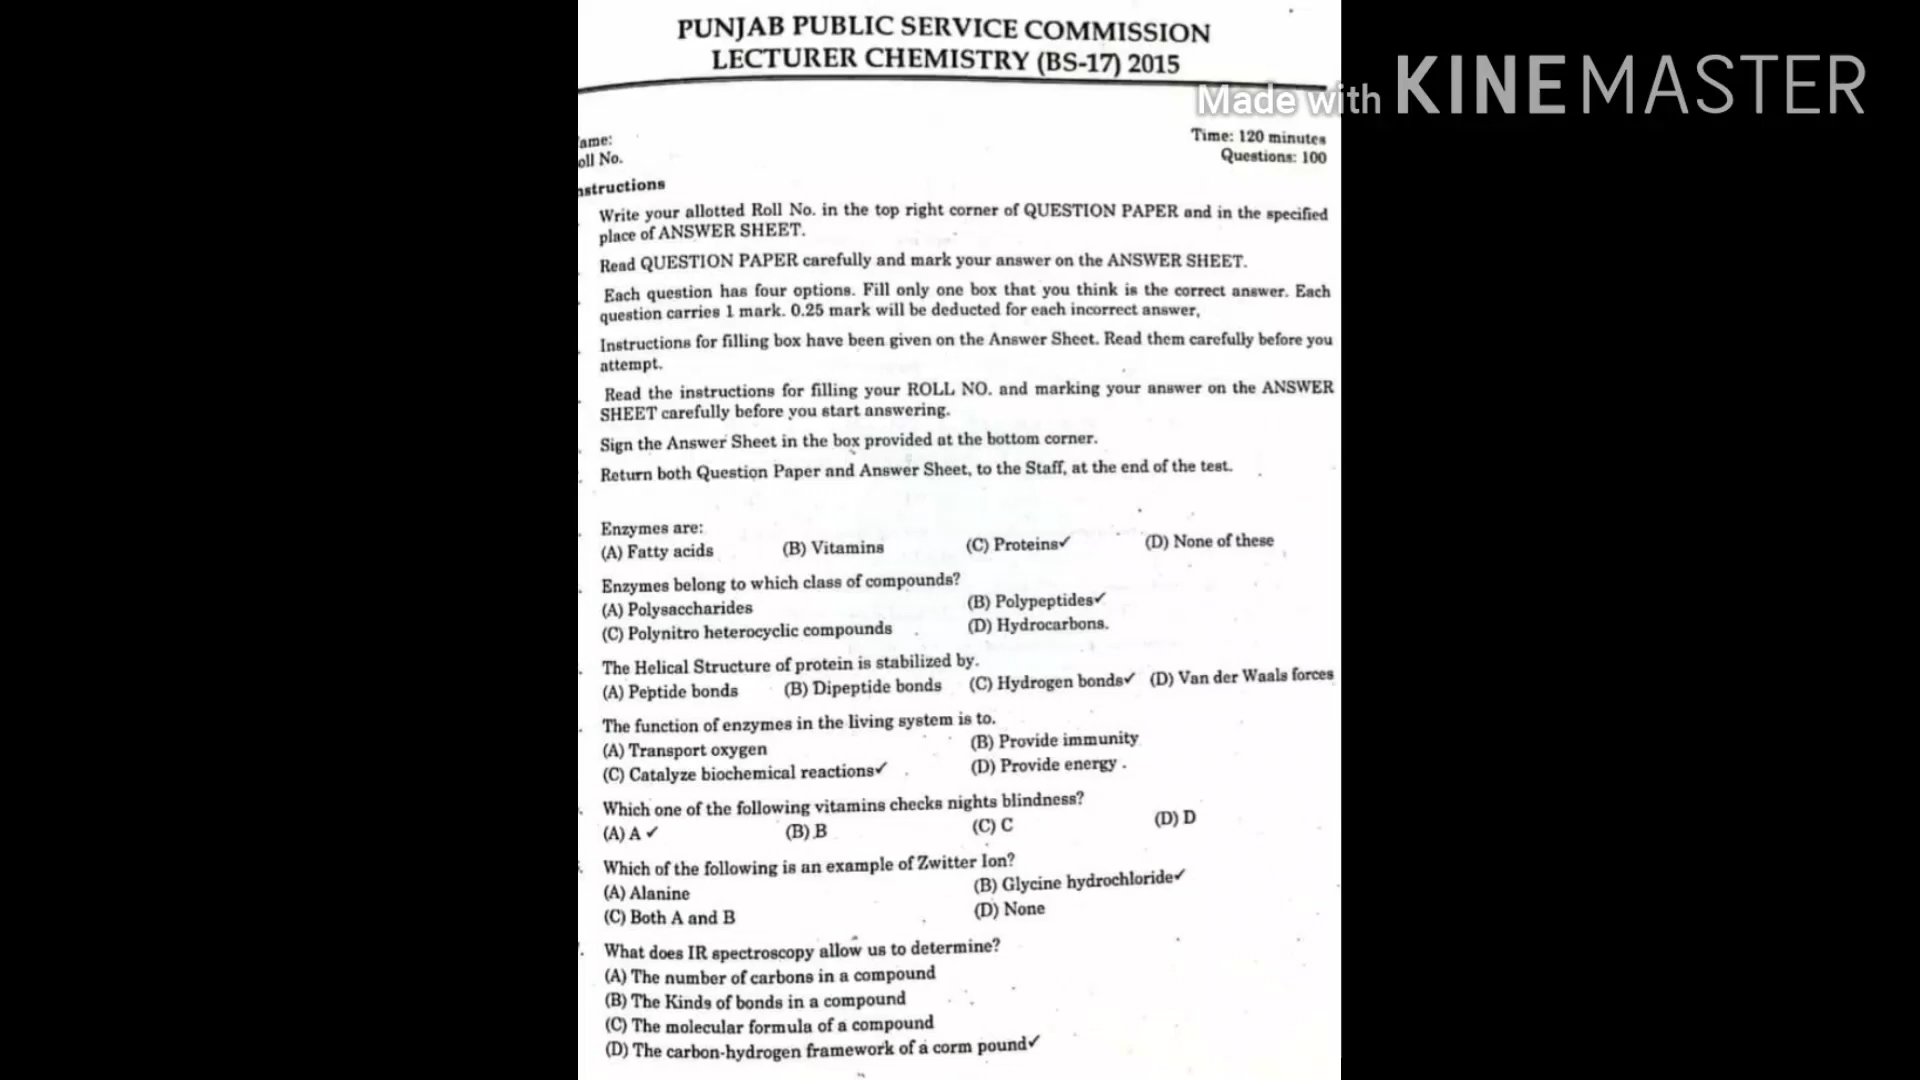 PUNJAB PUBLIC SERVICE COMMISSION
LECTURER CHEMISTRY (BS-17) 2015
Made with KINEMASTER
ame:
Time: 120 minutes
oll No.
Questions: 100
nstructions
Write your allotted Roll No. in the top right corner of QUESTION PAPER and in the specified
place of ANSWER SHEET.
Read QUESTION PAPER carefully and mark your answer on the ANSWER SHEET.
Each question has four options. Fill only one box that you think is the correct answer. Each
question carries 1 mark. 0.25 mark will be deducted for each incorrect answer,
Instructions for filling box have been given on the Answer Sheet. Read them carefully before you
attempt.
Read the instructions for filling your ROLL NO. and marking your answer on the ANSWER
SHEET carefully before you start answering.
Sign the Answer Sheet in the box provided at the bottom corner.
Return both Question Paper and Answer Sheet, to the Staff, at the end of the test.
Enzymes are:
(A) Fatty acids (B) Vitamins (C) Proteins✓ (D) None of these
Enzymes belong to which class of compounds?
(A) Polysaccharides (B) Polypeptides✓
(C) Polynitro heterocyclic compounds (D) Hydrocarbons.
The Helical Structure of protein is stabilized by.
(A) Peptide bonds (B) Dipeptide bonds (C) Hydrogen bonds✓ (D) Van der Waals forces
The function of enzymes in the living system is to.
(A) Transport oxygen (B) Provide immunity
(C) Catalyze biochemical reactions✓ (D) Provide energy .
Which one of the following vitamins checks nights blindness?
(A) A ✓ (B) B (C) C (D) D
Which of the following is an example of Zwitter Ion?
(A) Alanine (B) Glycine hydrochloride✓
(C) Both A and B (D) None
What does IR spectroscopy allow us to determine?
(A) The number of carbons in a compound
(B) The Kinds of bonds in a compound
(C) The molecular formula of a compound
(D) The carbon-hydrogen framework of a corm pound✓